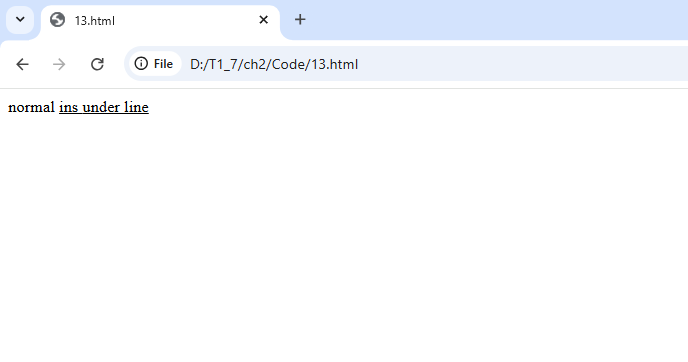 13.html
File D:/T1_7/ch2/Code/13.html
normal ins under line